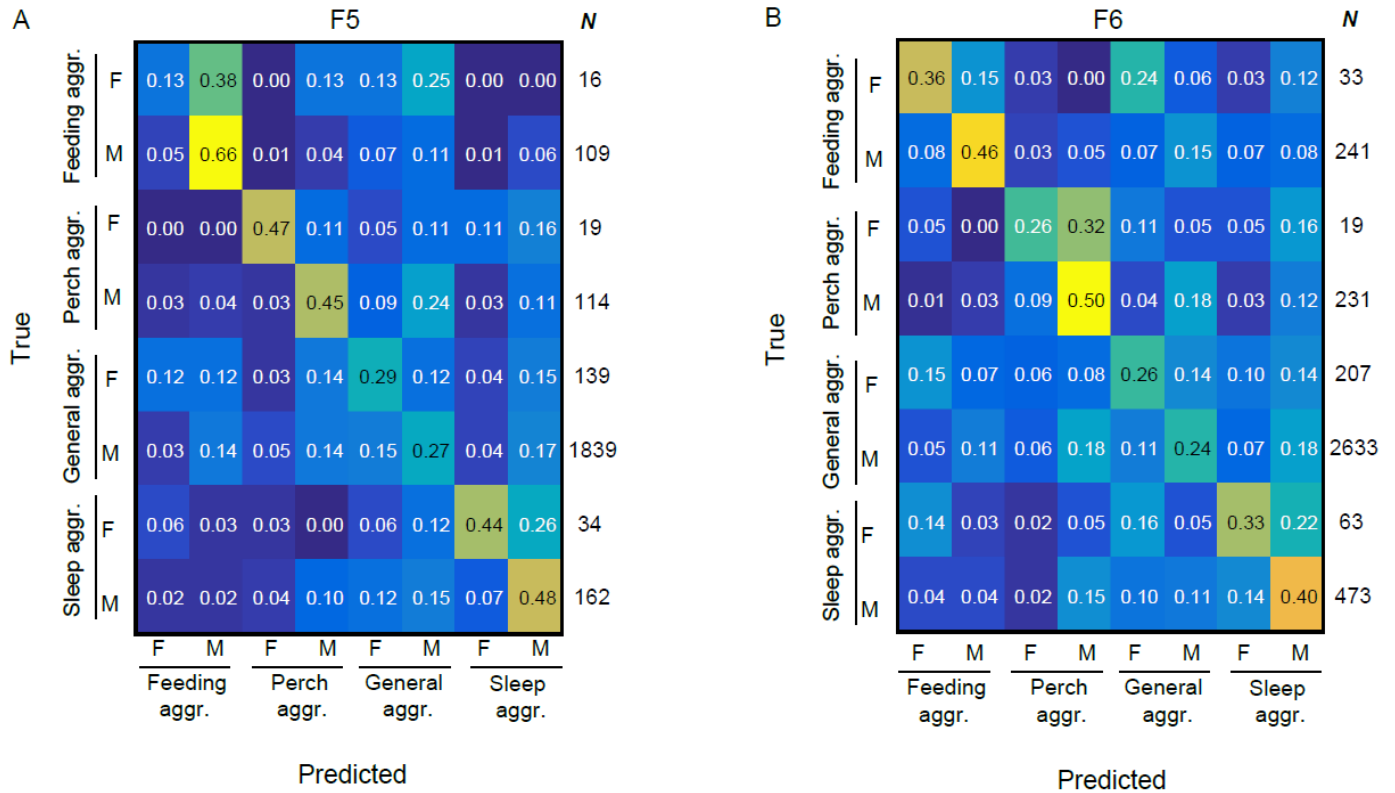 A
F5
N
Feeding aggr.
F
0.13 0.38 0.00 0.13 0.13 0.25 0.00 0.00
16
M
0.05 0.66 0.01 0.04 0.07 0.11 0.01 0.06
109
Perch aggr.
F
0.00 0.00 0.47 0.11 0.05 0.11 0.11 0.16
19
M
0.03 0.04 0.03 0.45 0.09 0.24 0.03 0.11
114
General aggr.
F
0.12 0.12 0.03 0.14 0.29 0.12 0.04 0.15
139
M
0.03 0.14 0.05 0.14 0.15 0.27 0.04 0.17
1839
Sleep aggr.
F
0.06 0.03 0.03 0.00 0.06 0.12 0.44 0.26
34
M
0.02 0.02 0.04 0.10 0.12 0.15 0.07 0.48
162
True
F M F M F M F M
Feeding aggr.
Perch aggr.
General aggr.
Sleep aggr.
Predicted
B
F6
N
Feeding aggr.
F
0.36 0.15 0.03 0.00 0.24 0.06 0.03 0.12
33
M
0.08 0.46 0.03 0.05 0.07 0.15 0.07 0.08
241
Perch aggr.
F
0.05 0.00 0.26 0.32 0.11 0.05 0.05 0.16
19
M
0.01 0.03 0.09 0.50 0.04 0.18 0.03 0.12
231
General aggr.
F
0.15 0.07 0.06 0.08 0.26 0.14 0.10 0.14
207
M
0.05 0.11 0.06 0.18 0.11 0.24 0.07 0.18
2633
Sleep aggr.
F
0.14 0.03 0.02 0.05 0.16 0.05 0.33 0.22
63
M
0.04 0.04 0.02 0.15 0.10 0.11 0.14 0.40
473
True
F M F M F M F M
Feeding aggr.
Perch aggr.
General aggr.
Sleep aggr.
Predicted